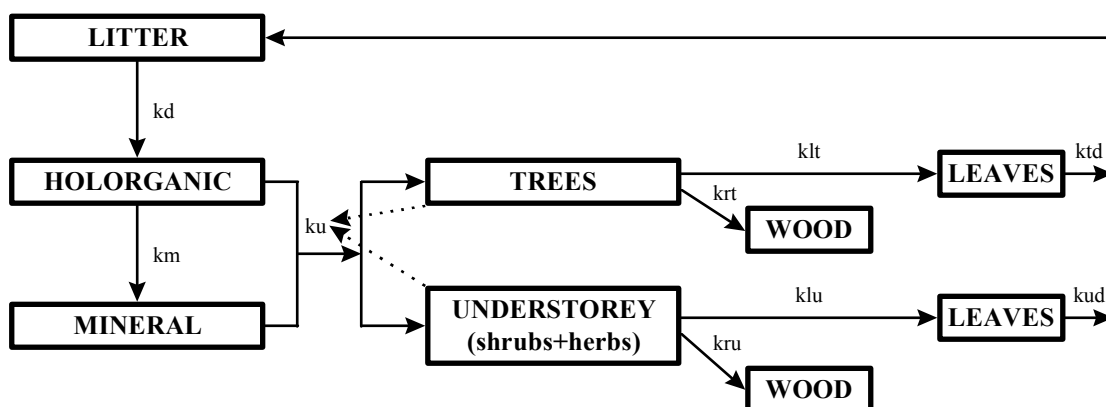 LITTER
kd
HOLORGANIC
km
MINERAL
ku
TREES
klt
krt
LEAVES
ktd
WOOD
UNDERSTOREY
(shrubs+herbs)
klu
kru
LEAVES
kud
WOOD